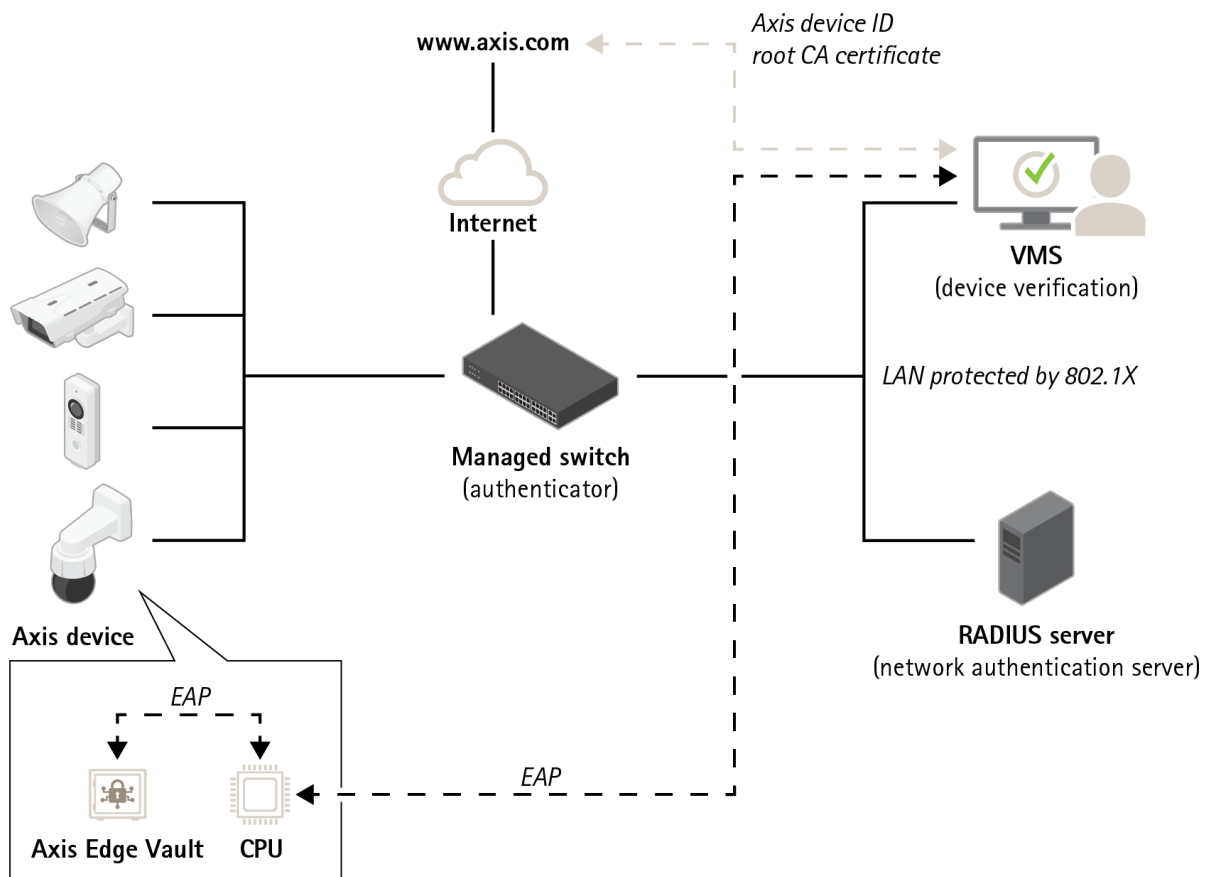 www.axis.com
Axis device ID
root CA certificate
Internet
VMS
(device verification)
LAN protected by 802.1X
Managed switch
(authenticator)
Axis device
RADIUS server
(network authentication server)
EAP
EAP
Axis Edge Vault
CPU